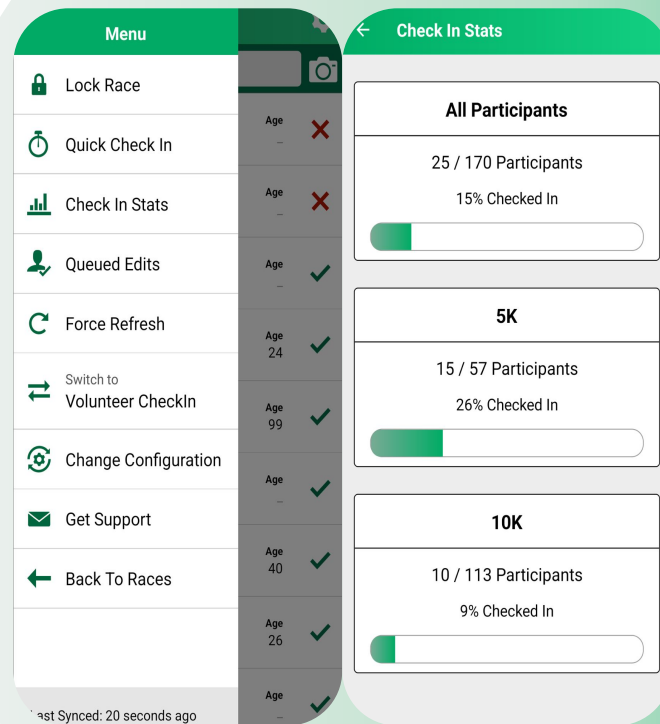 Menu
Lock Race
Quick Check In
Check In Stats
Queued Edits
Force Refresh
Switch to
Volunteer CheckIn
Change Configuration
Get Support
Back To Races
Last Synced: 20 seconds ago
Age
–
Age
–
Age
–
Age
24
Age
99
Age
–
Age
40
Age
26
Age
–
Check In Stats
All Participants
25 / 170 Participants
15% Checked In
5K
15 / 57 Participants
26% Checked In
10K
10 / 113 Participants
9% Checked In